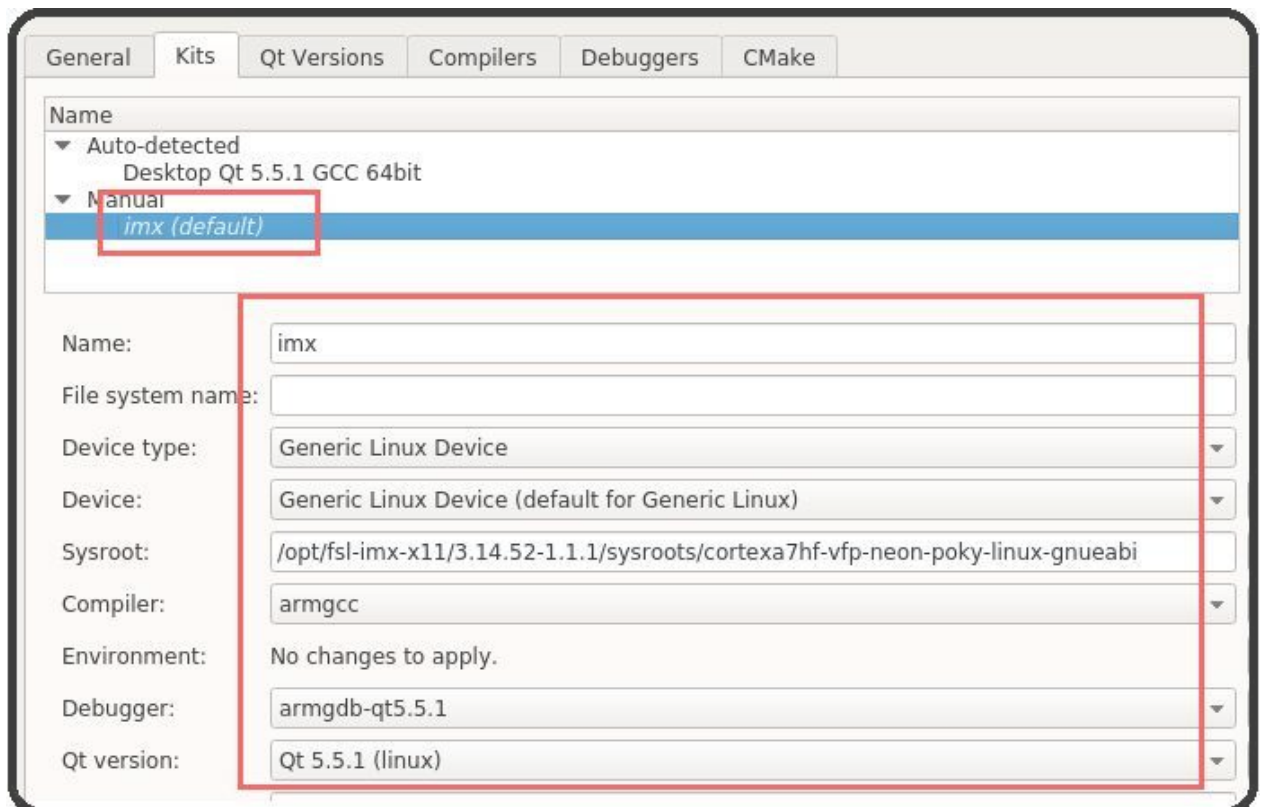 General Kits Qt Versions Compilers Debuggers CMake
Name
Auto-detected
Desktop Qt 5.5.1 GCC 64bit
Manual
imx (default)
Name: imx
File system name:
Device type: Generic Linux Device
Device: Generic Linux Device (default for Generic Linux)
Sysroot: /opt/fsl-imx-x11/3.14.52-1.1.1/sysroots/cortexa7hf-vfp-neon-poky-linux-gnueabi
Compiler: armgcc
Environment: No changes to apply.
Debugger: armgdb-qt5.5.1
Qt version: Qt 5.5.1 (linux)